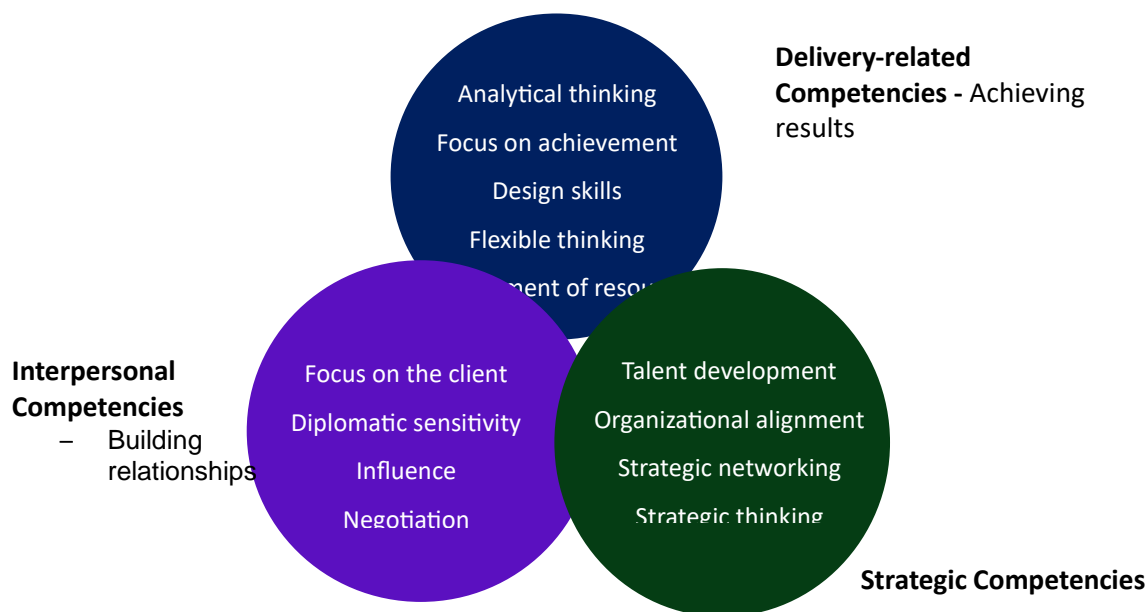 Delivery-related
Competencies - Achieving
results
Analytical thinking
Focus on achievement
Design skills
Flexible thinking
of
Interpersonal
Competencies
– Building
relationships
Focus on the client
Diplomatic sensitivity
Influence
Negotiation
Talent development
Organizational alignment
Strategic networking
Strategic thinking
Strategic Competencies